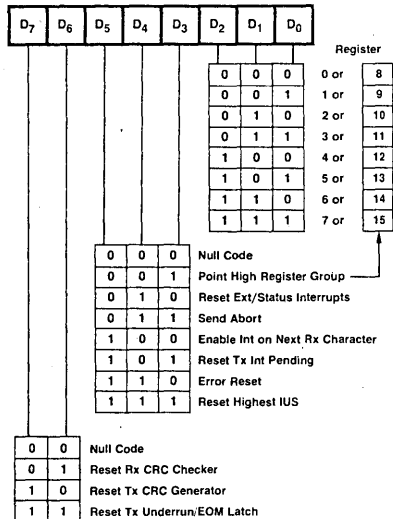 D7 D6 D5 D4 D3 D2 D1 D0
Register
0 0 0 0 or 8
0 0 1 1 or 9
0 1 0 2 or 10
0 1 1 3 or 11
1 0 0 4 or 12
1 0 1 5 or 13
1 1 0 6 or 14
1 1 1 7 or 15
0 0 0 Null Code
0 0 1 Point High Register Group
0 1 0 Reset Ext/Status Interrupts
0 1 1 Send Abort
1 0 0 Enable Int on Next Rx Character
1 0 1 Reset Tx Int Pending
1 1 0 Error Reset
1 1 1 Reset Highest IUS
0 0 Null Code
0 1 Reset Rx CRC Checker
1 0 Reset Tx CRC Generator
1 1 Reset Tx Underrun/EOM Latch